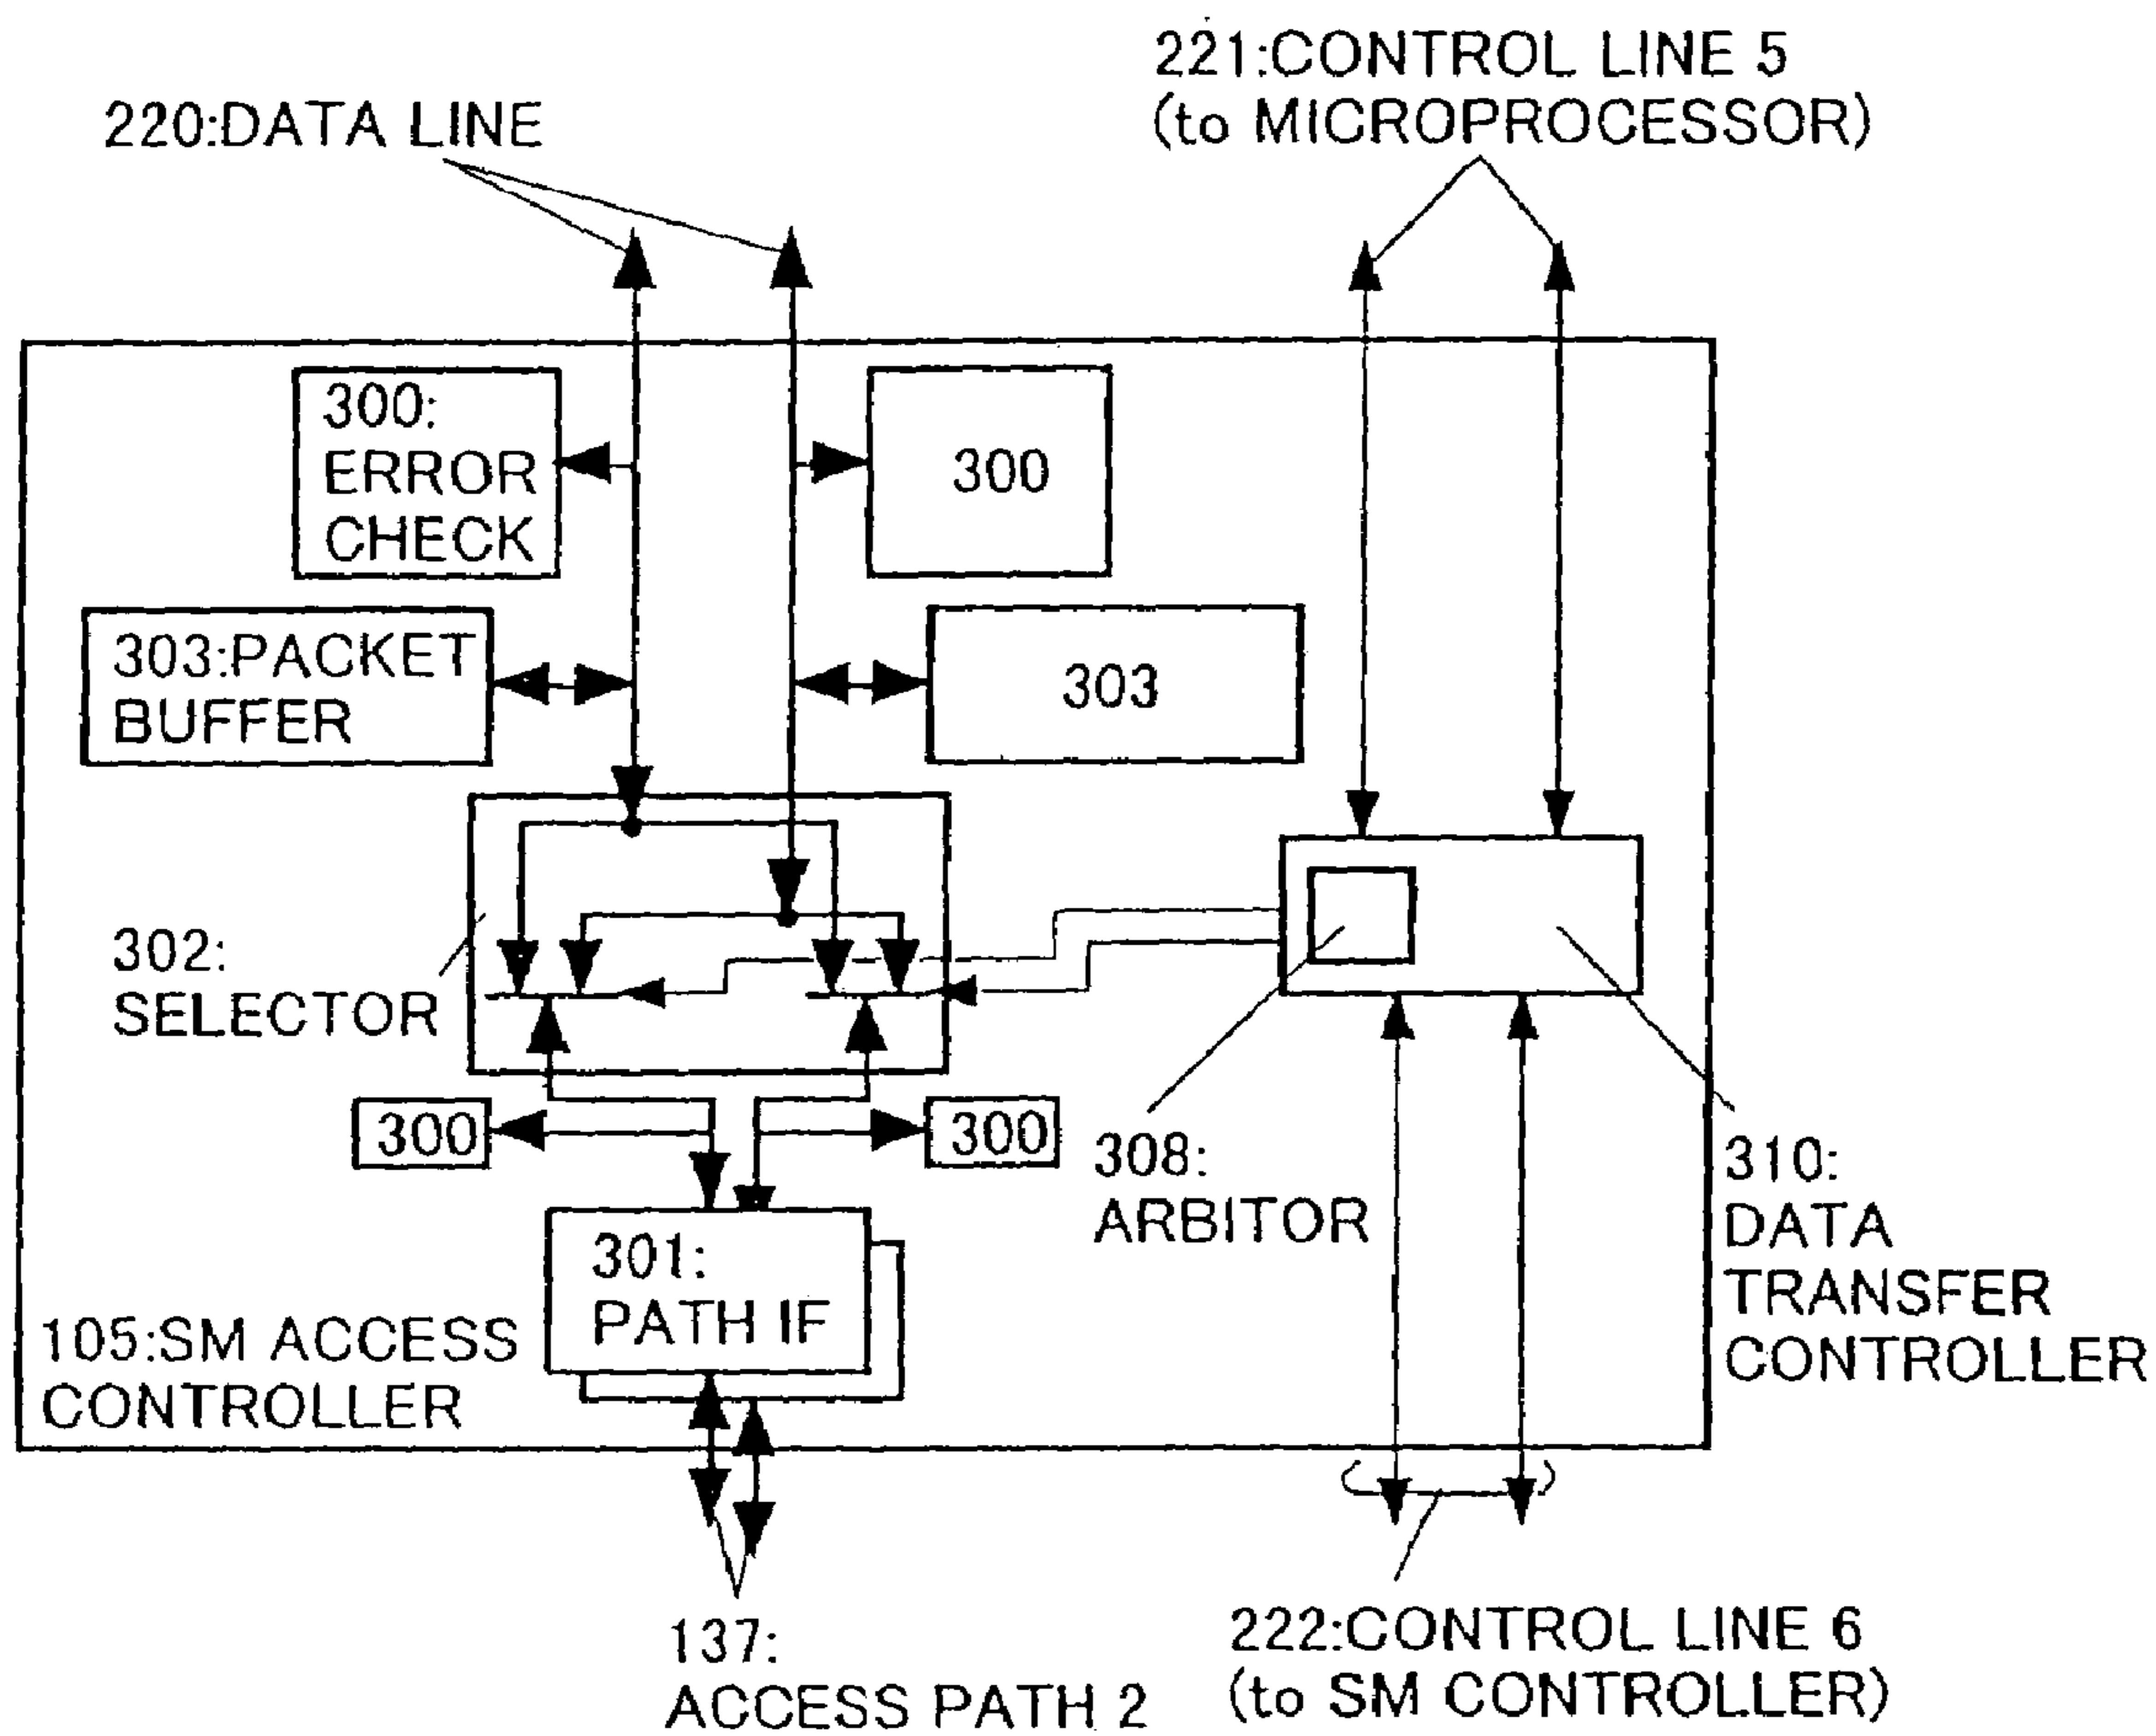 221:CONTROL LINE 5
(to MICROPROCESSOR)
220:DATA LINE
300:
ERROR
CHECK
300
303:PACKET
BUFFER
303
302:
SELECTOR
300
300
308:
ARBITOR
310:
DATA
TRANSFER
CONTROLLER
301:
PATH IF
105:SM ACCESS
CONTROLLER
137:
ACCESS PATH 2
222:CONTROL LINE 6
(to SM CONTROLLER)